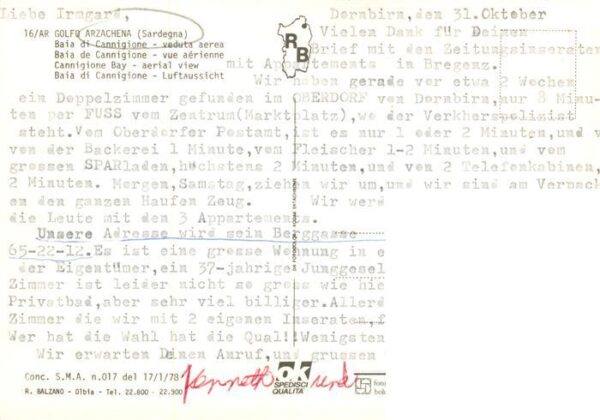 Liebe Irmgard,
Dornbirn,den 31.Oktober
16/AR GOLFO ARZACHENA (Sardegna)
Baia di Cannigione - veduta aerea
Baie de Cannigione - vue aérienne
Cannigione Bay - aerial view
Baia di Cannigione - Luftaussicht
RB
Vielen Dank für Deinen
Brief mit den Zeitungsinseraten
mit Appartements in Bregenz.
Wir haben gerade vor etwa 2 Wochen
ein Doppelzimmer gefunden im OBERDORF von Dornbirn,nur 8 Minu-
ten per FUSS vom Zentrum(Marktplatz),wo der Verkherspolizist
steht.Vom Oberdorfer Postamt,ist es nur 1 oder 2 Minuten,und v
von der Backerei 1 Minute,vom Fleischer 1-2 Minuten,und vom
grossen SPARladen,höchstens 2 Minuten,und von 2 Telefonkabinen,
2 Minuten. Morgen,Samstag,ziehen wir um,und wir sind am Verpack
en den ganzen Haufen Zeug. Wir werd
die Leute mit den 3 Appartements.
Unsere Adresse wird sein Berggasse
65-22-12.Es ist eine grosse Wohnung in e
der Eigentümer,ein 37-jahrige Junggesel
Zimmer ist leider nicht so gross wie hie
Privatbad,aber sehr viel billiger.Allerd
Zimmer die wir mit 2 eigenen Inseraten,f
Wer hat die Wahl hat die Qual!!Wenigsten
Wir erwarten Deinen Anruf,und grussen
Conc. S.M.A. n.017 del 17/1/78
Kenneth und
ok
SPEDISCI
QUALITÀ
R. BALZANO - Olbia - Tel. 22.800 - 22.900